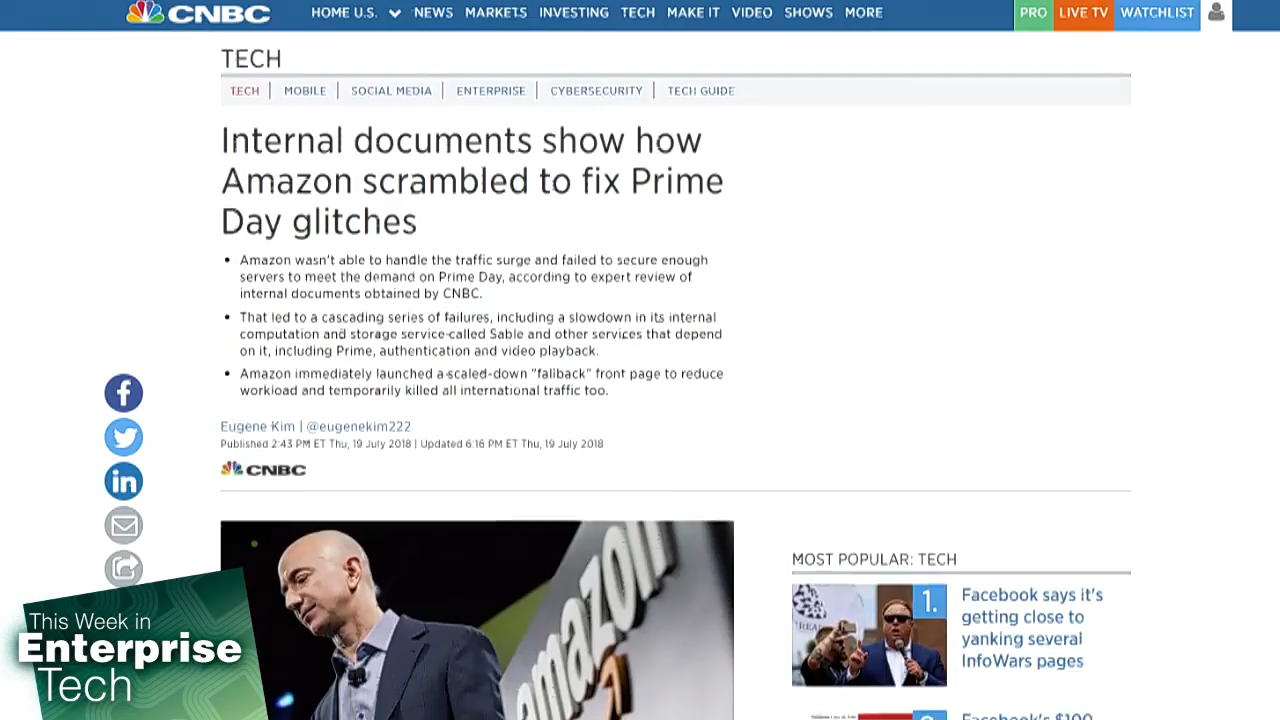 CNBC
HOME U.S. NEWS MARKETS INVESTING TECH MAKE IT VIDEO SHOWS MORE
PRO LIVE TV WATCHLIST
TECH
TECH | MOBILE | SOCIAL MEDIA | ENTERPRISE | CYBERSECURITY | TECH GUIDE
Internal documents show how
Amazon scrambled to fix Prime
Day glitches
• Amazon wasn't able to handle the traffic surge and failed to secure enough
servers to meet the demand on Prime Day, according to expert review of
internal documents obtained by CNBC.
• That led to a cascading series of failures, including a slowdown in its internal
computation and storage service called Sable and other services that depend
on it, including Prime, authentication and video playback.
• Amazon immediately launched a scaled-down "fallback" front page to reduce
workload and temporarily killed all international traffic too.
Eugene Kim | @eugenekim222
Published 2:43 PM ET Thu, 19 July 2018 | Updated 6:16 PM ET Thu, 19 July 2018
CNBC
amazon
amazon
MOST POPULAR: TECH
1.
Facebook says it's
getting close to
yanking several
InfoWars pages
Facebook's $100
This Week in
Enterprise
Tech